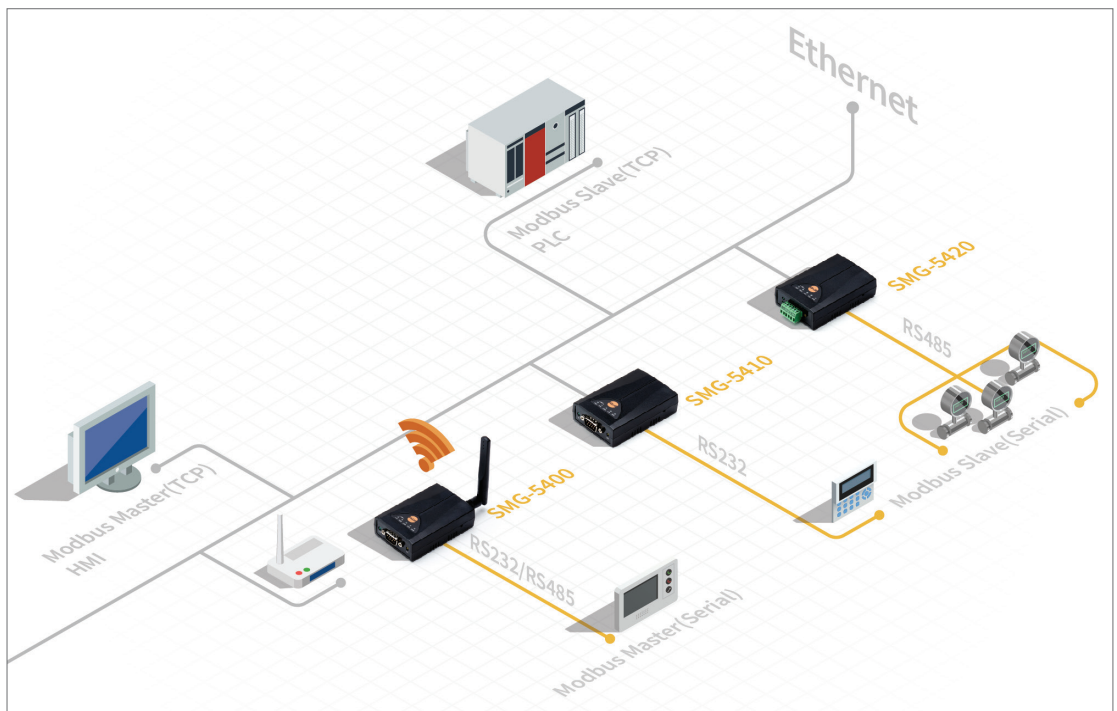 Ethernet
Modbus Slave(TCP)
PLC
SMG-5420
RS485
SMG-5410
RS232
Modbus Slave(Serial)
Modbus Master(TCP)
HMI
SMG-5400
RS232/RS485
Modbus Master(Serial)